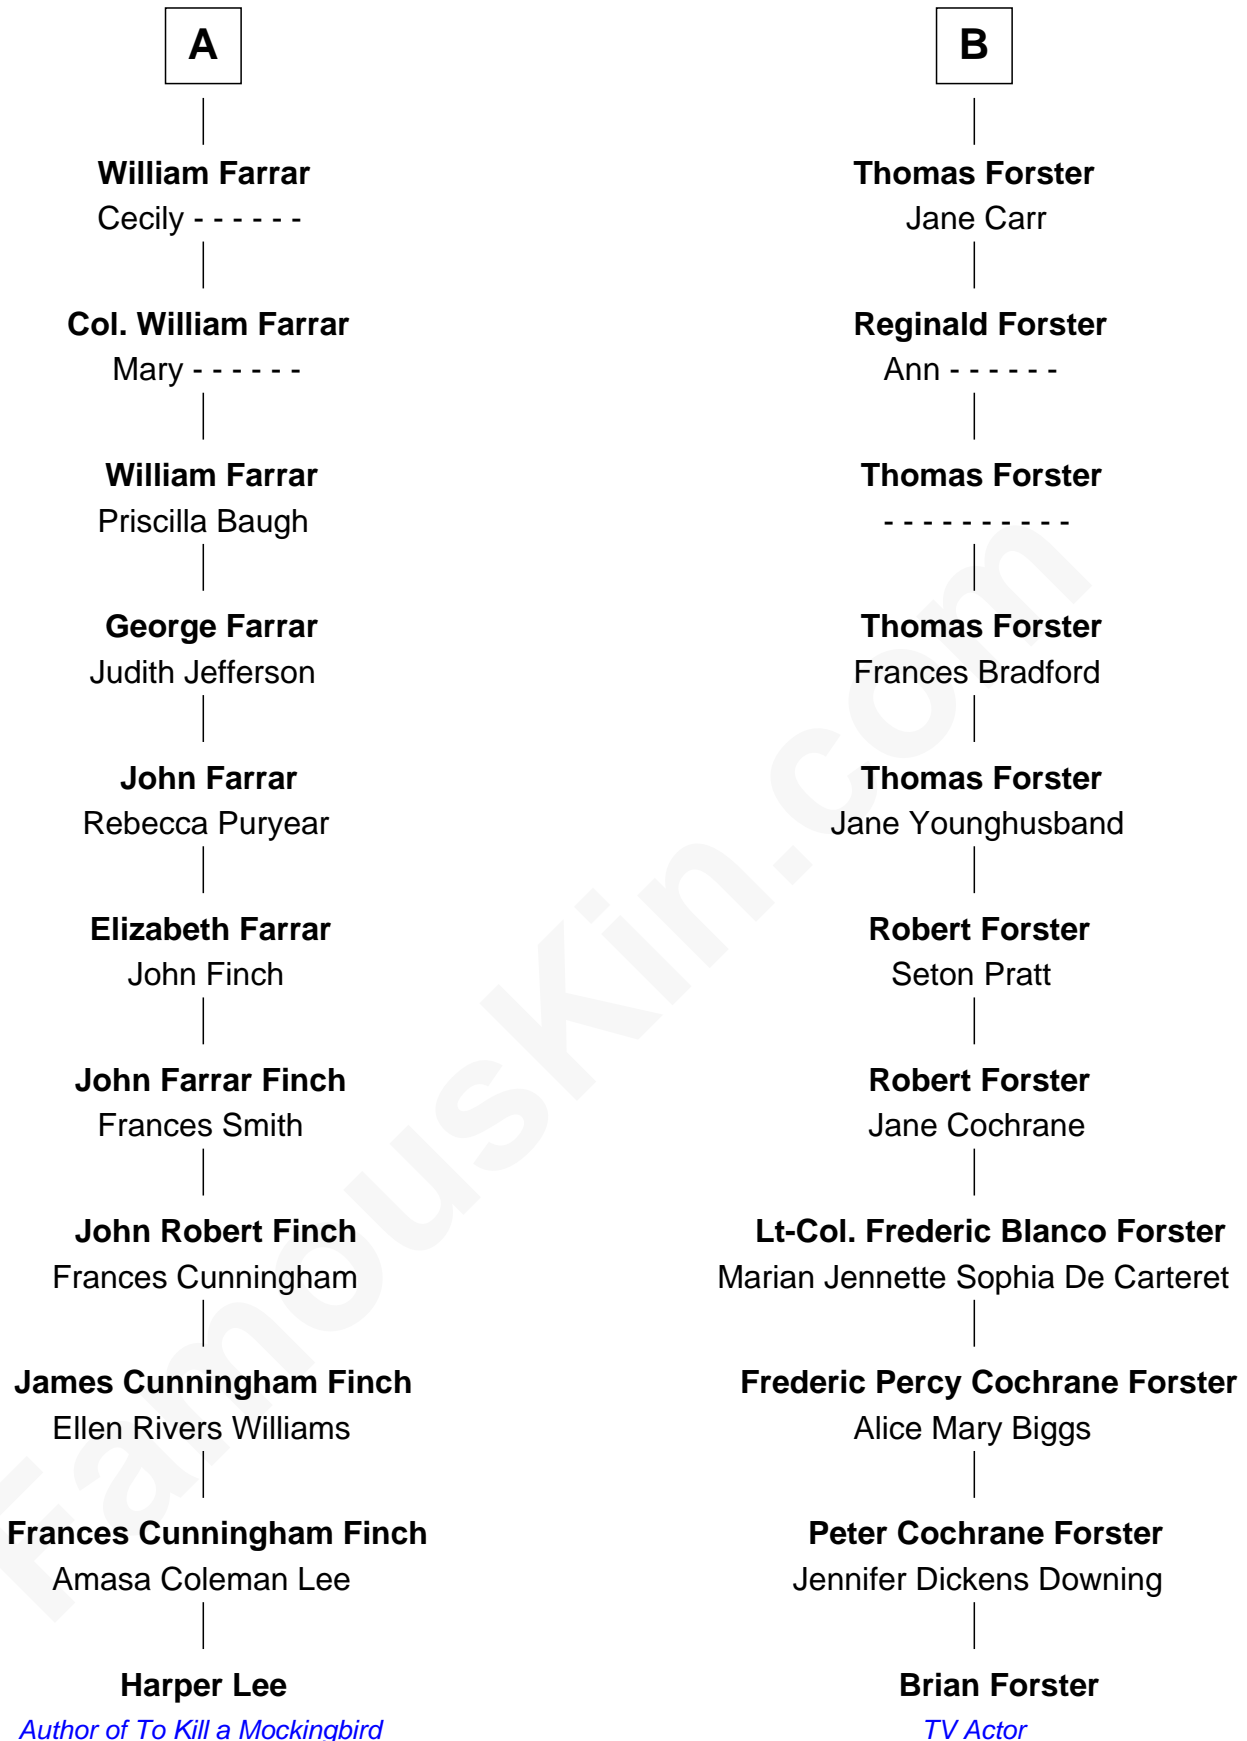 A
B
William Farrar
Cecily - - - - - -
Thomas Forster
Jane Carr
Col. William Farrar
Mary - - - - - -
Reginald Forster
Ann - - - - - -
William Farrar
Priscilla Baugh
Thomas Forster
- - - - - - - - - -
George Farrar
Judith Jefferson
Thomas Forster
Frances Bradford
John Farrar
Rebecca Puryear
Thomas Forster
Jane Younghusband
Elizabeth Farrar
John Finch
Robert Forster
Seton Pratt
John Farrar Finch
Frances Smith
Robert Forster
Jane Cochrane
John Robert Finch
Frances Cunningham
Lt-Col. Frederic Blanco Forster
Marian Jennette Sophia De Carteret
James Cunningham Finch
Ellen Rivers Williams
Frederic Percy Cochrane Forster
Alice Mary Biggs
Frances Cunningham Finch
Amasa Coleman Lee
Peter Cochrane Forster
Jennifer Dickens Downing
Harper Lee
Author of To Kill a Mockingbird
Brian Forster
TV Actor
FamousKin.com